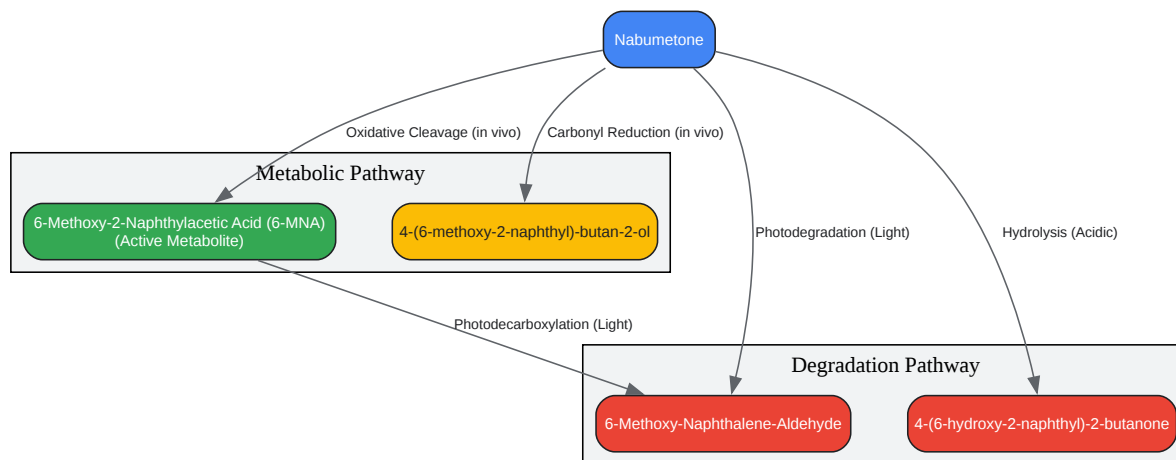 Nabumetone
Oxidative Cleavage (in vivo)
Carbonyl Reduction (in vivo)
Metabolic Pathway
6-Methoxy-2-Naphthylacetic Acid (6-MNA)
(Active Metabolite)
4-(6-methoxy-2-naphthyl)-butan-2-ol
Photodegradation (Light)
Hydrolysis (Acidic)
Photodecarboxylation (Light)
Degradation Pathway
6-Methoxy-Naphthalene-Aldehyde
4-(6-hydroxy-2-naphthyl)-2-butanone